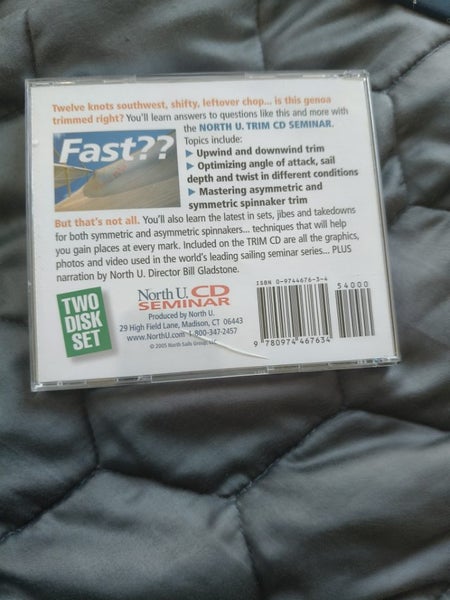 Twelve knots southwest, shifty, leftover chop... is this genoa
trimmed right? You'll learn answers to questions like this and more with
the NORTH U. TRIM CD SEMINAR.
Fast??
Topics include:
▶ Upwind and downwind trim
▶ Optimizing angle of attack, sail
depth and twist in different conditions
▶ Mastering asymmetric and
symmetric spinnaker trim
But that's not all. You'll also learn the latest in sets, jibes and takedowns
for both symmetric and asymmetric spinnakers... techniques that will help
you gain places at every mark. Included on the TRIM CD are all the graphics,
photos and video used in the world's leading sailing seminar series... PLUS
narration by North U. Director Bill Gladstone.
TWO
DISK
SET
North U. CD
SEMINAR
Produced by North U.
29 High Field Lane, Madison, CT 06443
www.NorthU.com 1-800-347-2457
© 2005 North Sails Group, LLC
ISBN 0-9744676-3-4
54000
9 780974 467634